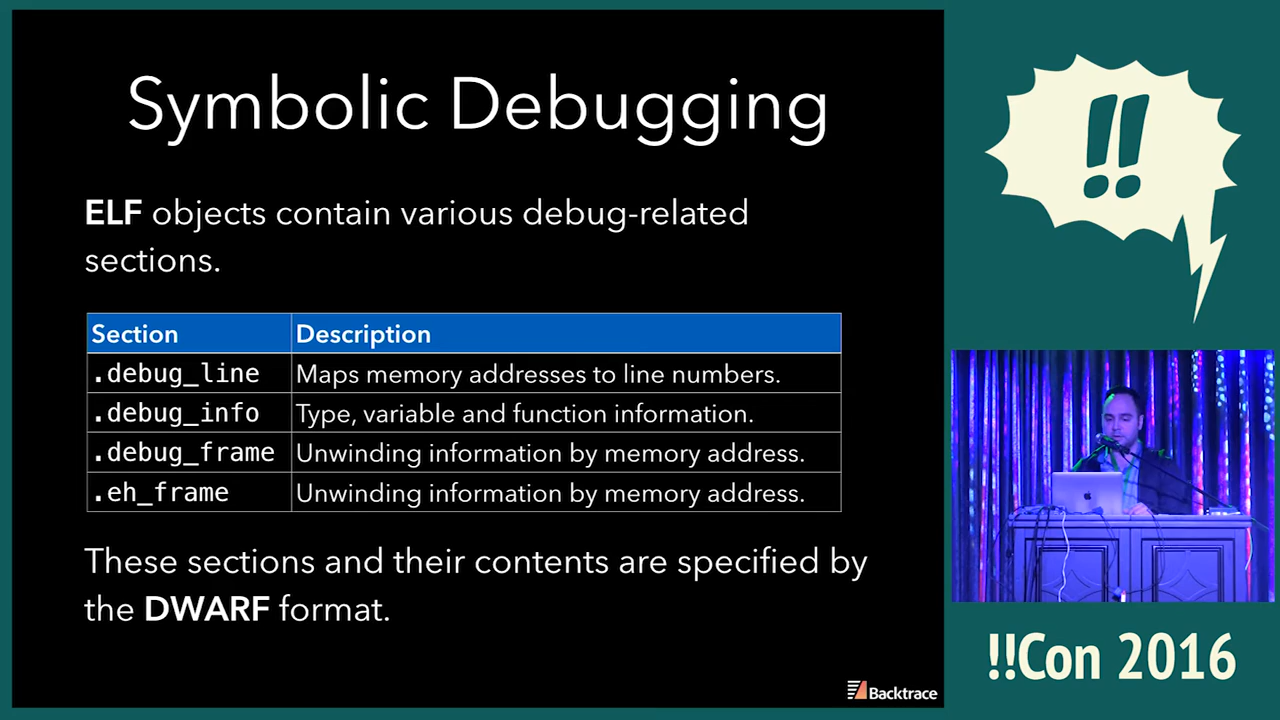 Symbolic Debugging
ELF objects contain various debug-related
sections.
Section Description
.debug_line Maps memory addresses to line numbers.
.debug_info Type, variable and function information.
.debug_frame Unwinding information by memory address.
.eh_frame Unwinding information by memory address.
These sections and their contents are specified by
the DWARF format.
Backtrace
!!
!!Con 2016